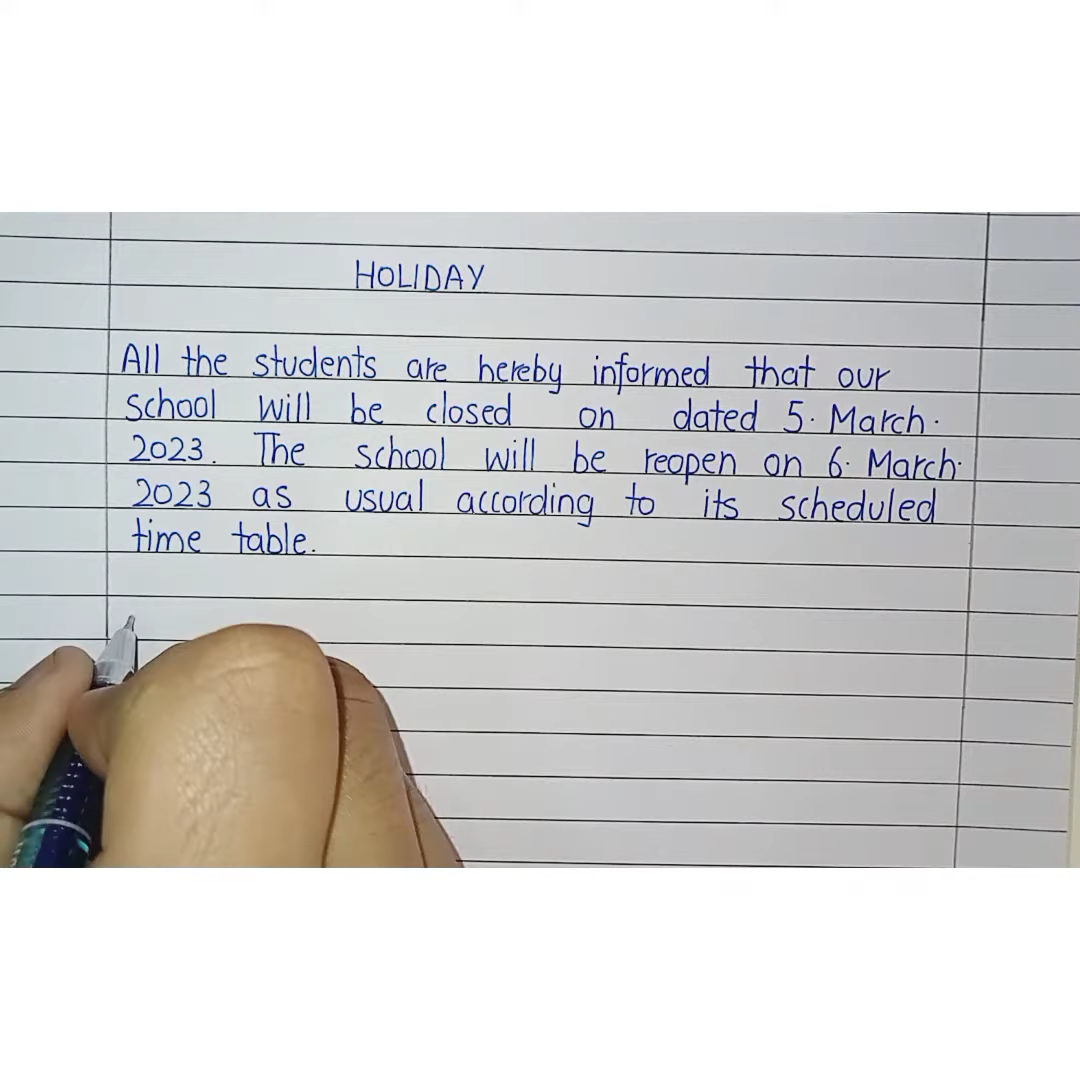 HOLIDAY
All the students are hereby informed that our
school will be closed on dated 5. March.
2023. The school will be reopen on 6. March.
2023 as usual according to its scheduled
time table.